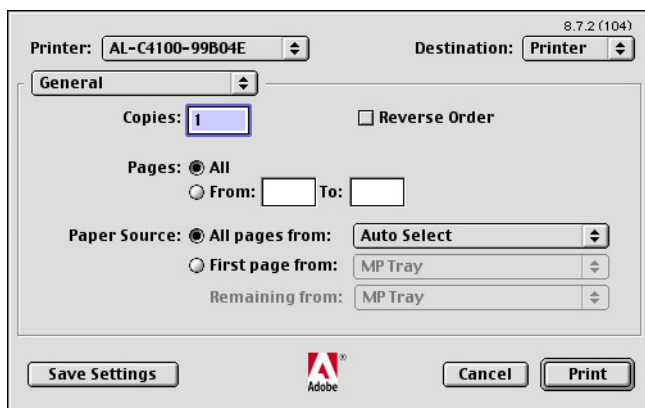 8.7.2 (104)
Printer: AL-C4100-99B04E Destination: Printer
General
Copies: 1 Reverse Order
Pages: All
From: To:
Paper Source: All pages from: Auto Select
First page from: MP Tray
Remaining from: MP Tray
Save Settings Adobe® Cancel Print